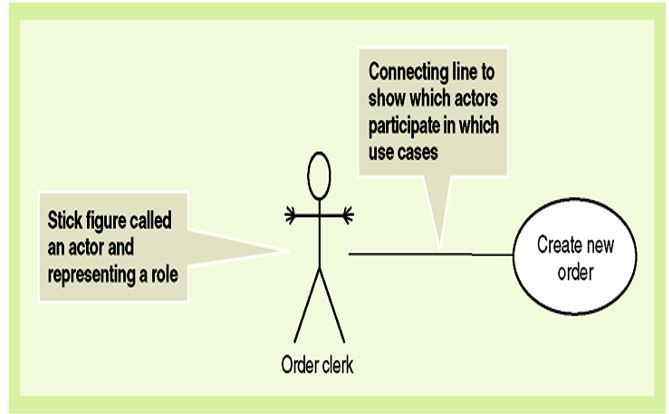 Connecting line to
show which actors
participate in which
use cases
Stick figure called
an actor and
representing a role
Create new
order
Order clerk